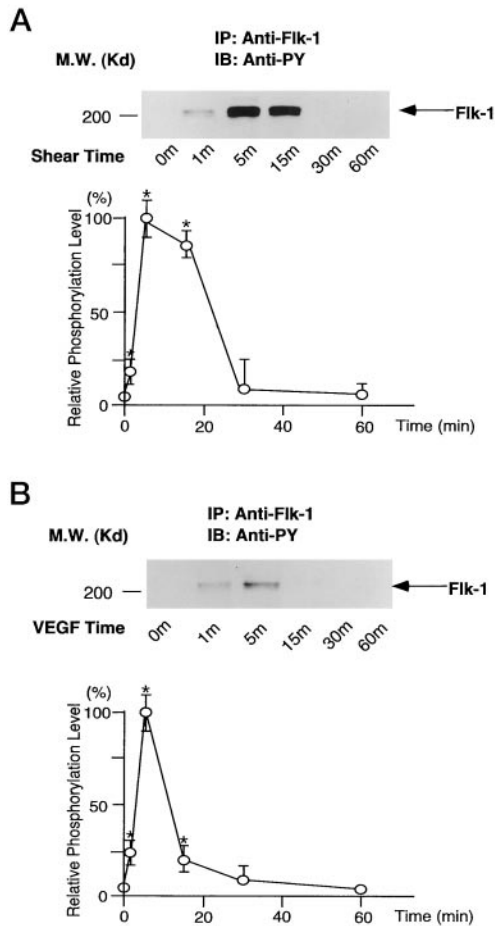 A
IP: Anti-Flk-1
M.W. (Kd) IB: Anti-PY
200 Flk-1
Shear Time 0m 1m 5m 15m 30m 60m
(%)
Relative Phosphorylation Level
100
*
*
50
*
0
0 20 40 60 Time (min)
B
IP: Anti-Flk-1
M.W. (Kd) IB: Anti-PY
200 Flk-1
VEGF Time 0m 1m 5m 15m 30m 60m
(%)
Relative Phosphorylation Level
*
100
50
*
*
0
0 20 40 60 Time (min)